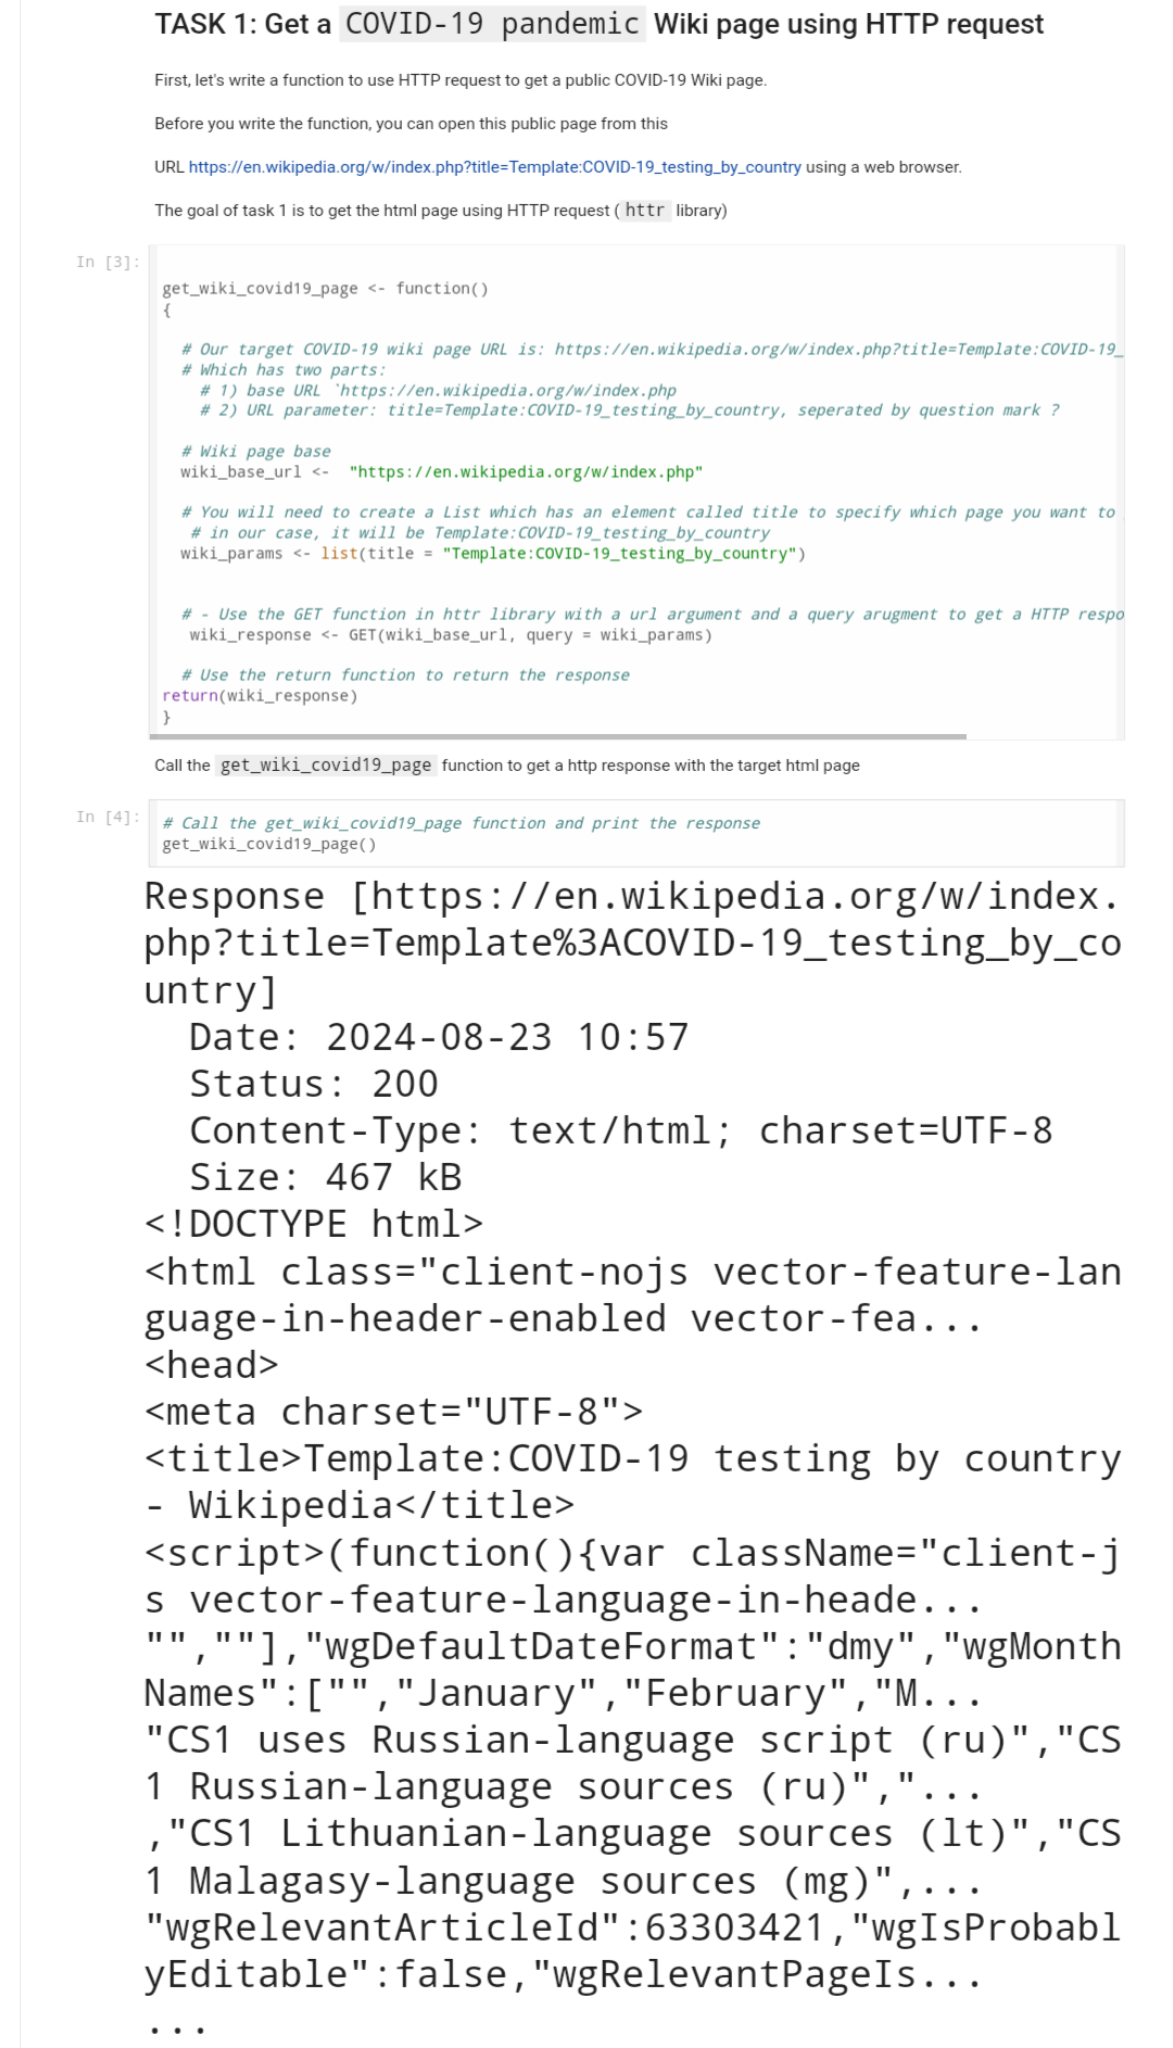 TASK 1: Get a COVID-19 pandemic Wiki page using HTTP request
First, let's write a function to use HTTP request to get a public COVID-19 Wiki page.
Before you write the function, you can open this public page from this
URL https://en.wikipedia.org/w/index.php?title=Template:COVID-19_testing_by_country using a web browser.
The goal of task 1 is to get the html page using HTTP request ( httr library)
In [3]:
get_wiki_covid19_page <- function()
{
# Our target COVID-19 wiki page URL is: https://en.wikipedia.org/w/index.php?title=Template:COVID-19_
# Which has two parts:
# 1) base URL `https://en.wikipedia.org/w/index.php
# 2) URL parameter: title=Template:COVID-19_testing_by_country, seperated by question mark ?
# Wiki page base
wiki_base_url <-  "https://en.wikipedia.org/w/index.php"
# You will need to create a List which has an element called title to specify which page you want to
# in our case, it will be Template:COVID-19_testing_by_country
wiki_params <- list(title = "Template:COVID-19_testing_by_country")
# - Use the GET function in httr library with a url argument and a query arugment to get a HTTP respo
wiki_response <- GET(wiki_base_url, query = wiki_params)
# Use the return function to return the response
return(wiki_response)
}
Call the get_wiki_covid19_page function to get a http response with the target html page
In [4]:
# Call the get_wiki_covid19_page function and print the response
get_wiki_covid19_page()
Response [https://en.wikipedia.org/w/index.
php?title=Template%3ACOVID-19_testing_by_co
untry]
Date: 2024-08-23 10:57
Status: 200
Content-Type: text/html; charset=UTF-8
Size: 467 kB
<!DOCTYPE html>
<html class="client-nojs vector-feature-lan
guage-in-header-enabled vector-fea...
<head>
<meta charset="UTF-8">
<title>Template:COVID-19 testing by country
- Wikipedia</title>
<script>(function(){var className="client-j
s vector-feature-language-in-heade...
"",""],"wgDefaultDateFormat":"dmy","wgMonth
Names":["","January","February","M...
"CS1 uses Russian-language script (ru)","CS
1 Russian-language sources (ru)","...
,"CS1 Lithuanian-language sources (lt)","CS
1 Malagasy-language sources (mg)",...
"wgRelevantArticleId":63303421,"wgIsProbabl
yEditable":false,"wgRelevantPageIs...
...